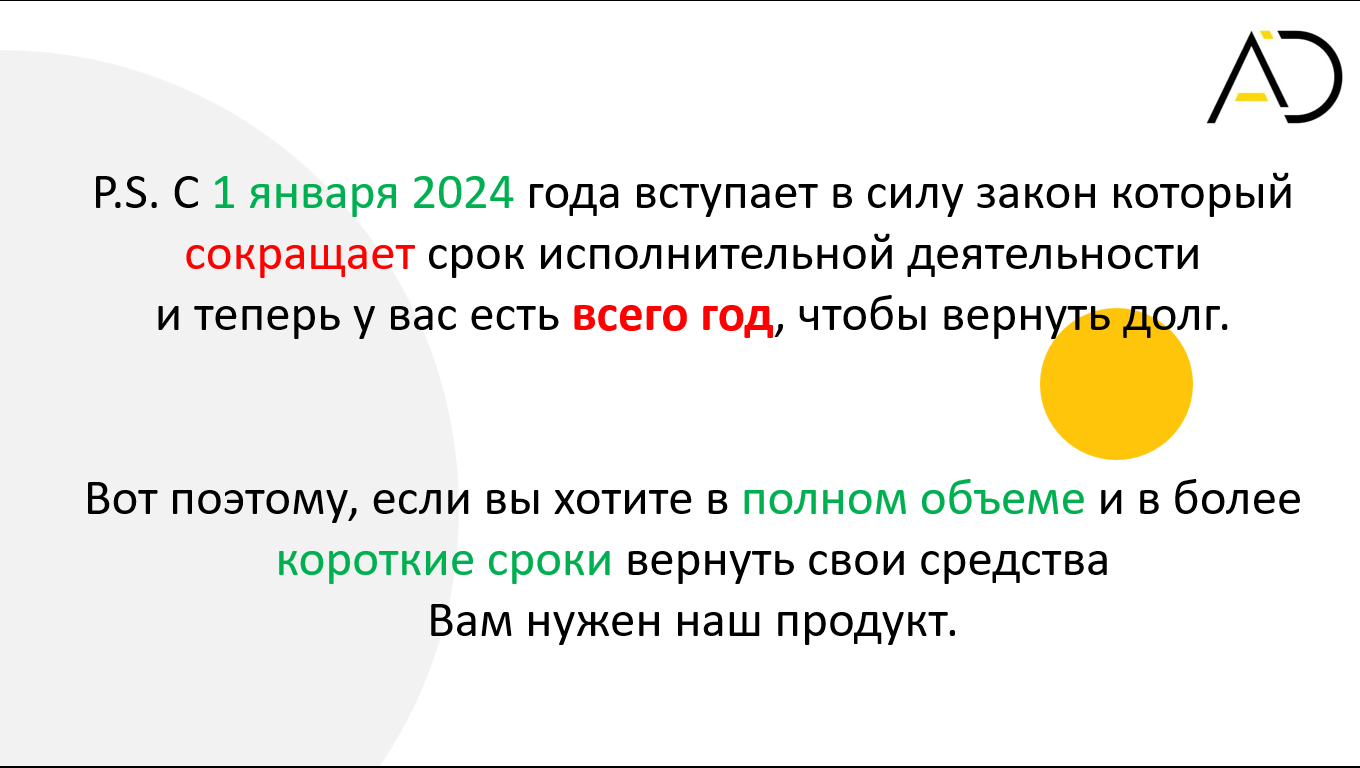 AD
P.S. С 1 января 2024 года вступает в силу закон который
сокращает срок исполнительной деятельности
и теперь у вас есть всего год, чтобы вернуть долг.
Вот поэтому, если вы хотите в полном объеме и в более
короткие сроки вернуть свои средства
Вам нужен наш продукт.